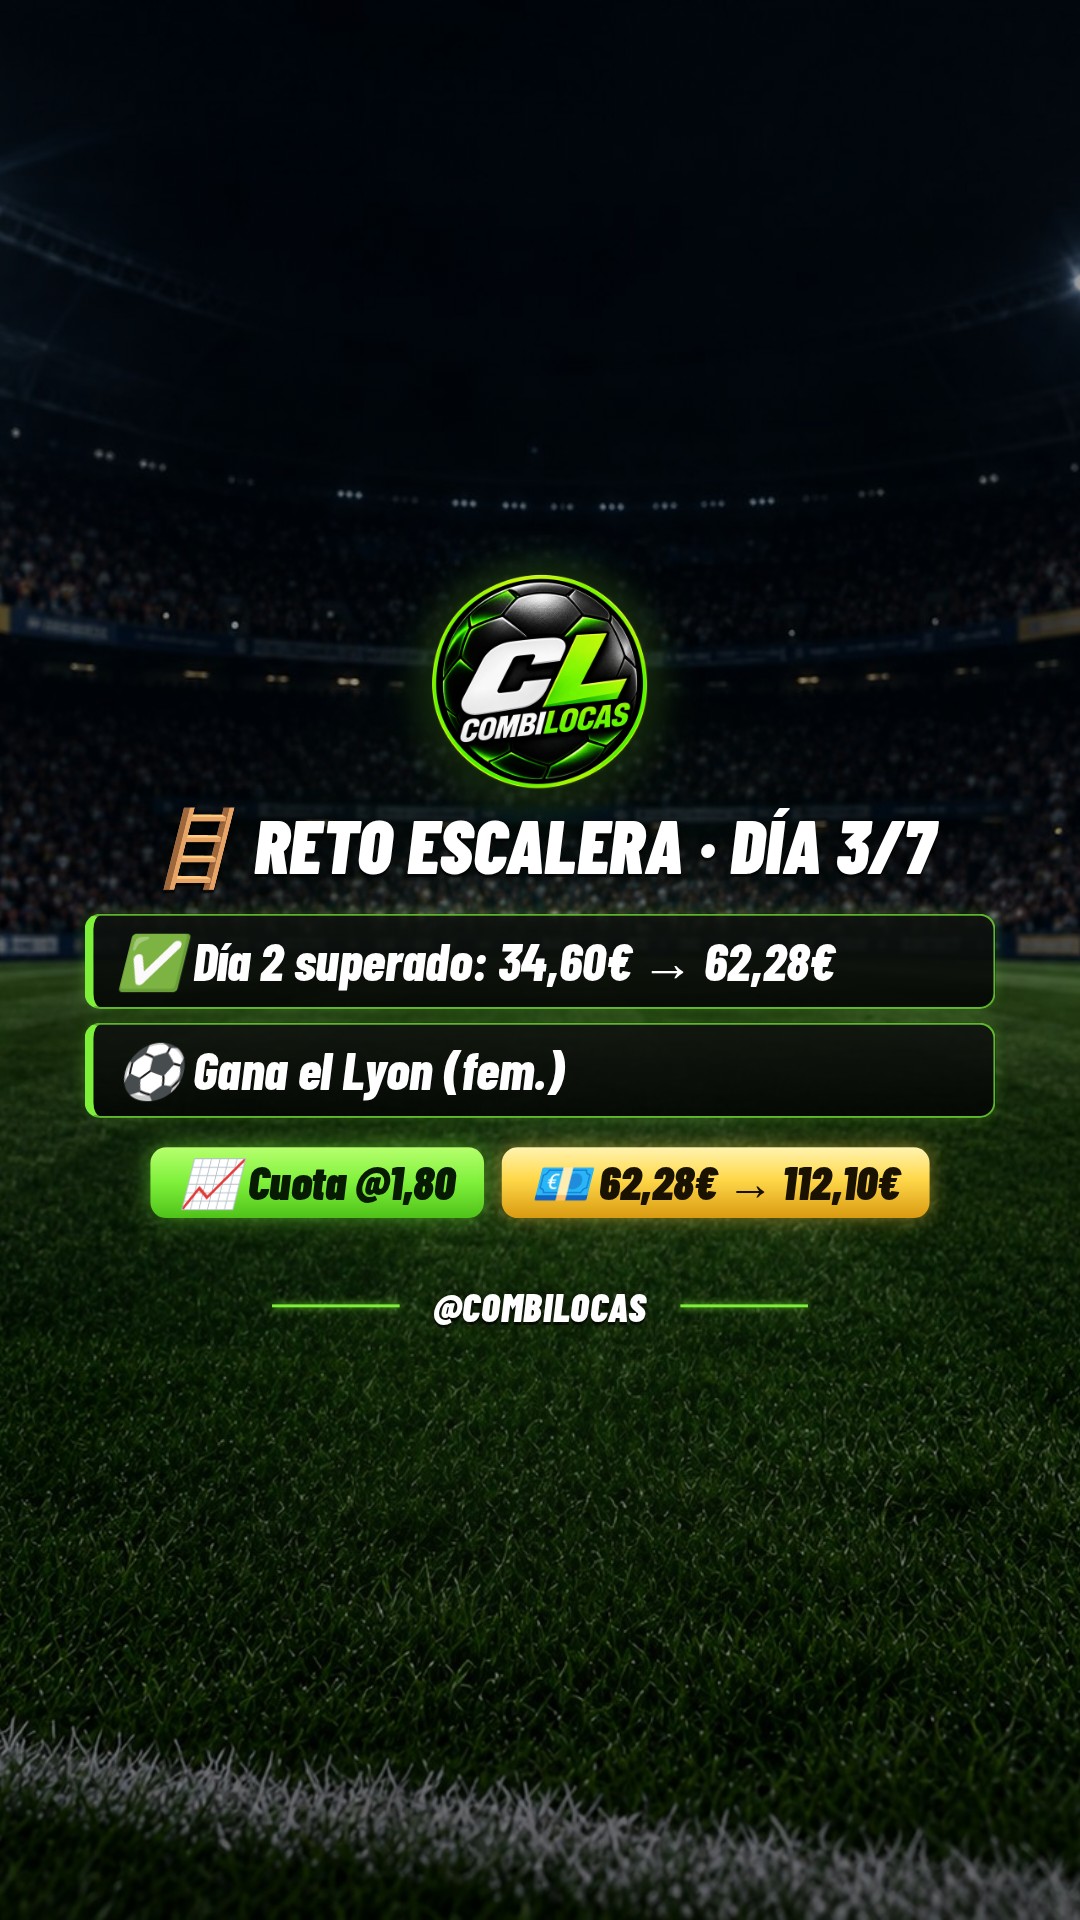 CL
COMBILOCAS
🪜 RETO ESCALERA · DÍA 3/7
✅ Día 2 superado: 34,60€ → 62,28€
⚽ Gana el Lyon (fem.)
📈 Cuota @1,80
💶 62,28€ → 112,10€
@COMBILOCAS